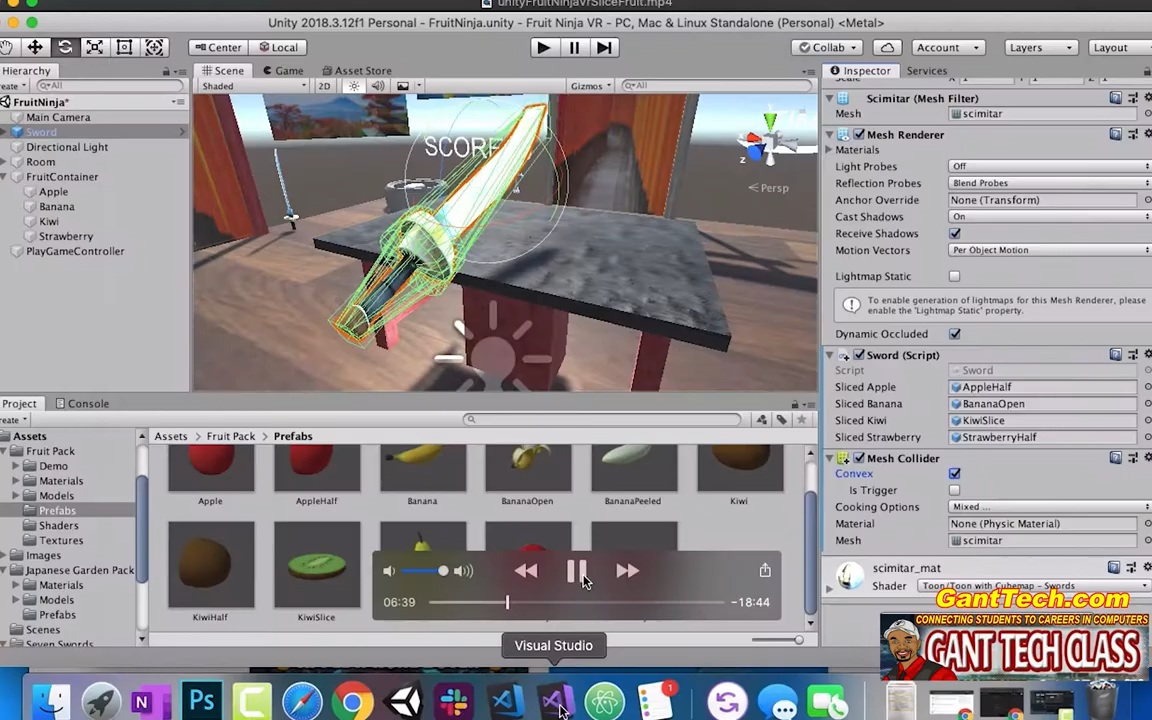 unityFruitNinjaVrSliceFruit.mp4
Unity 2018.3.12f1 Personal - FruitNinja.unity - Fruit Ninja VR - PC, Mac & Linux Standalone (Personal) <Metal>
Center Local Collab Account Layers Layout
Hierarchy
Scene Game Asset Store
Inspector Services
All
Shaded 2D Gizmos All
FruitNinja*
Main Camera
Sword
Directional Light
Room
FruitContainer
Apple
Banana
Kiwi
Strawberry
PlayGameController
SCORE
z
Persp
Scimitar (Mesh Filter)
Mesh scimitar
Mesh Renderer
Materials
Light Probes Off
Reflection Probes Blend Probes
Anchor Override None (Transform)
Cast Shadows On
Receive Shadows
Motion Vectors Per Object Motion
Lightmap Static
To enable generation of lightmaps for this Mesh Renderer, please
enable the 'Lightmap Static' property.
Dynamic Occluded
Sword (Script)
Script Sword
Sliced Apple AppleHalf
Sliced Banana BananaOpen
Sliced Kiwi KiwiSlice
Sliced Strawberry StrawberryHalf
Mesh Collider
Convex
Is Trigger
Cooking Options Mixed ...
Material None (Physic Material)
Mesh scimitar
scimitar_mat
Shader Toon/Toon with Cubemap - Swords
Project Console
Assets
Fruit Pack
Demo
Materials
Models
Prefabs
Shaders
Textures
Images
Japanese Garden Pack
Materials
Models
Prefabs
Scenes
Seven Swords
Assets Fruit Pack Prefabs
Apple AppleHalf Banana BananaOpen BananaPeeled Kiwi
KiwiHalf KiwiSlice
06:39 -18:44
Visual Studio
GantTech.com
CONNECTING STUDENTS TO CAREERS IN COMPUTERS
GANT TECH CLASS
N
Ps
1